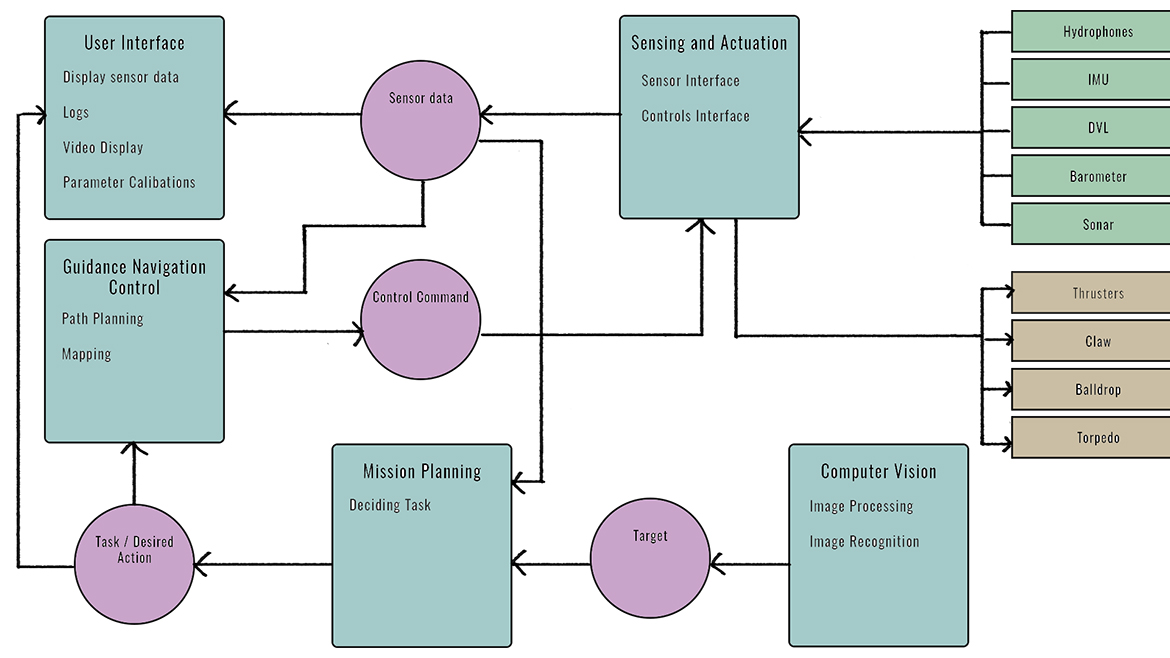 User Interface
Display sensor data
Logs
Video Display
Parameter Calibations
Sensor data
Sensing and Actuation
Sensor Interface
Controls Interface
Hydrophones
IMU
DVL
Barometer
Sonar
Guidance Navigation
Control
Path Planning
Mapping
Control Command
Thrusters
Claw
Balldrop
Torpedo
Task / Desired
Action
Mission Planning
Deciding Task
Target
Computer Vision
Image Processing
Image Recognition